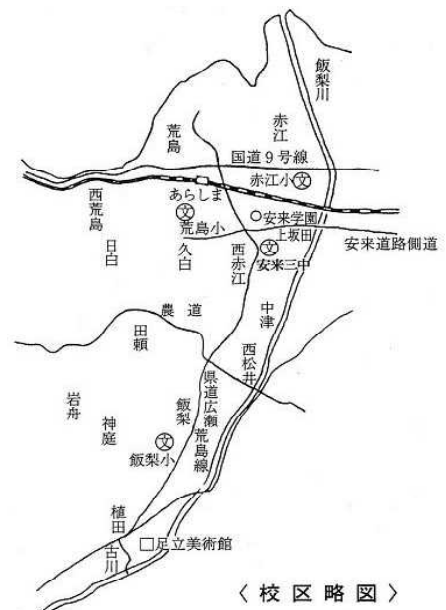 飯梨川
赤江
荒島
国道9号線
赤江小
文
あらしま
西荒島
文
荒島小
安来学園
上坂田
日白
久白
西赤江
文
安来三中
安来道路側道
農道
中津
田頼
西松井
県道広瀬荒島線
岩舟
神庭
飯梨
文
飯梨小
植田
古川
足立美術館
〈校区略図〉